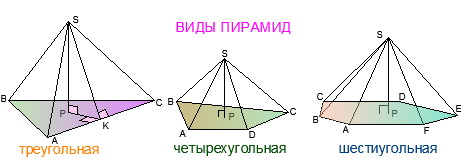 ВИДЫ ПИРАМИД
S
B
P
C
A
K
треугольная
S
B
P
C
A
D
четырехугольная
S
C
D
B
P
E
A
F
шестиугольная